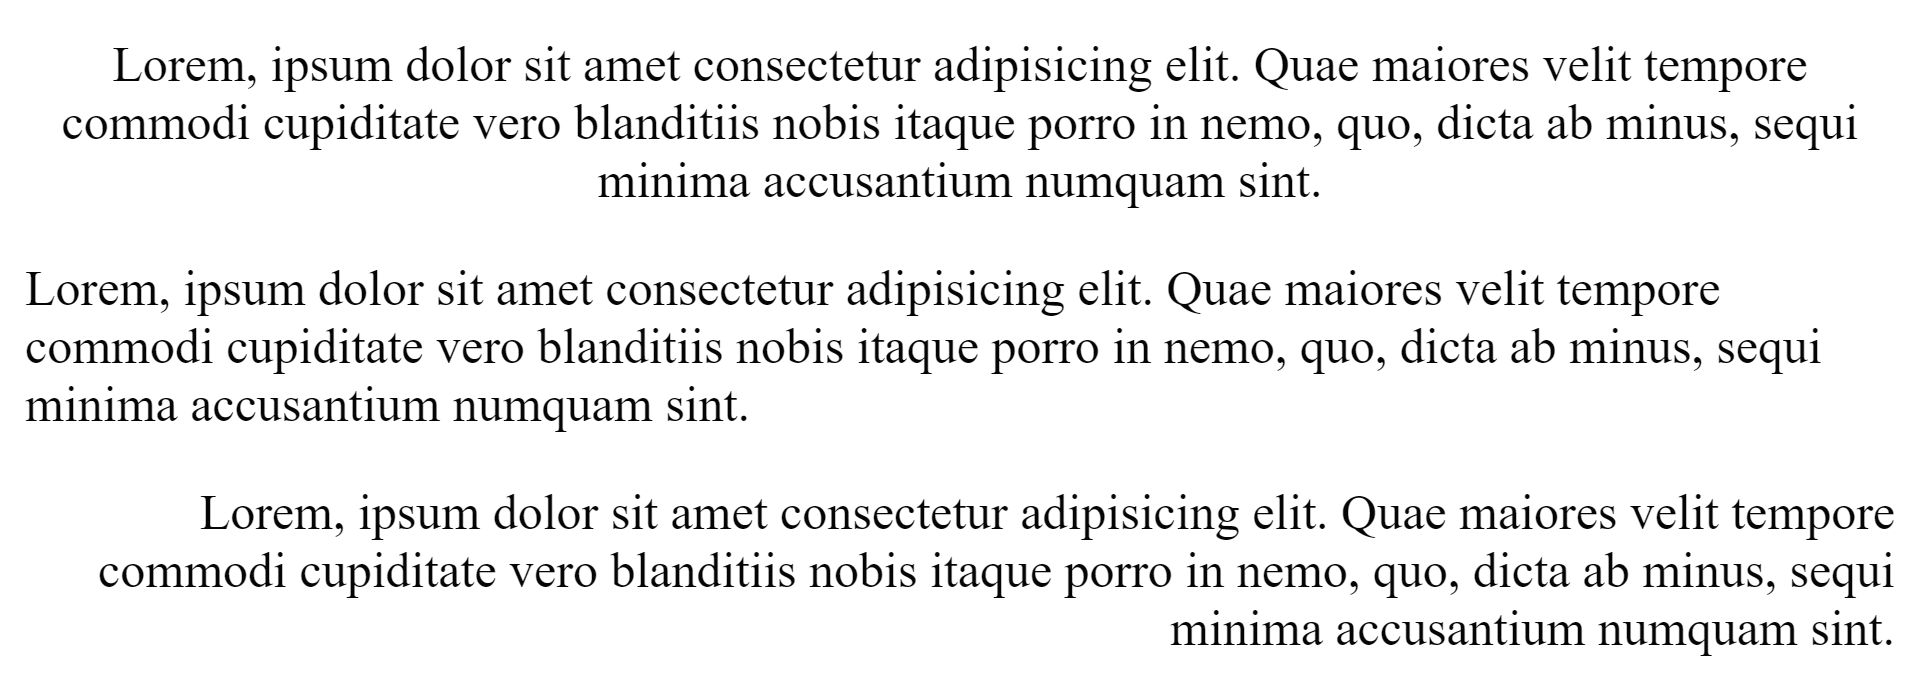 Lorem, ipsum dolor sit amet consectetur adipisicing elit. Quae maiores velit tempore
commodi cupiditate vero blanditiis nobis itaque porro in nemo, quo, dicta ab minus, sequi
minima accusantium numquam sint.
Lorem, ipsum dolor sit amet consectetur adipisicing elit. Quae maiores velit tempore
commodi cupiditate vero blanditiis nobis itaque porro in nemo, quo, dicta ab minus, sequi
minima accusantium numquam sint.
Lorem, ipsum dolor sit amet consectetur adipisicing elit. Quae maiores velit tempore
commodi cupiditate vero blanditiis nobis itaque porro in nemo, quo, dicta ab minus, sequi
minima accusantium numquam sint.